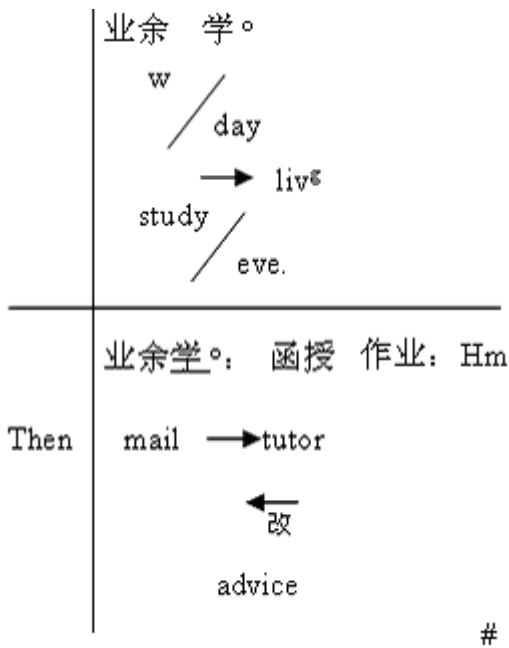 业余 学°
w
day
→ livᵍ
study
eve.
业余学°： 函授 作业：Hm
Then mail → tutor
←
改
advice
#